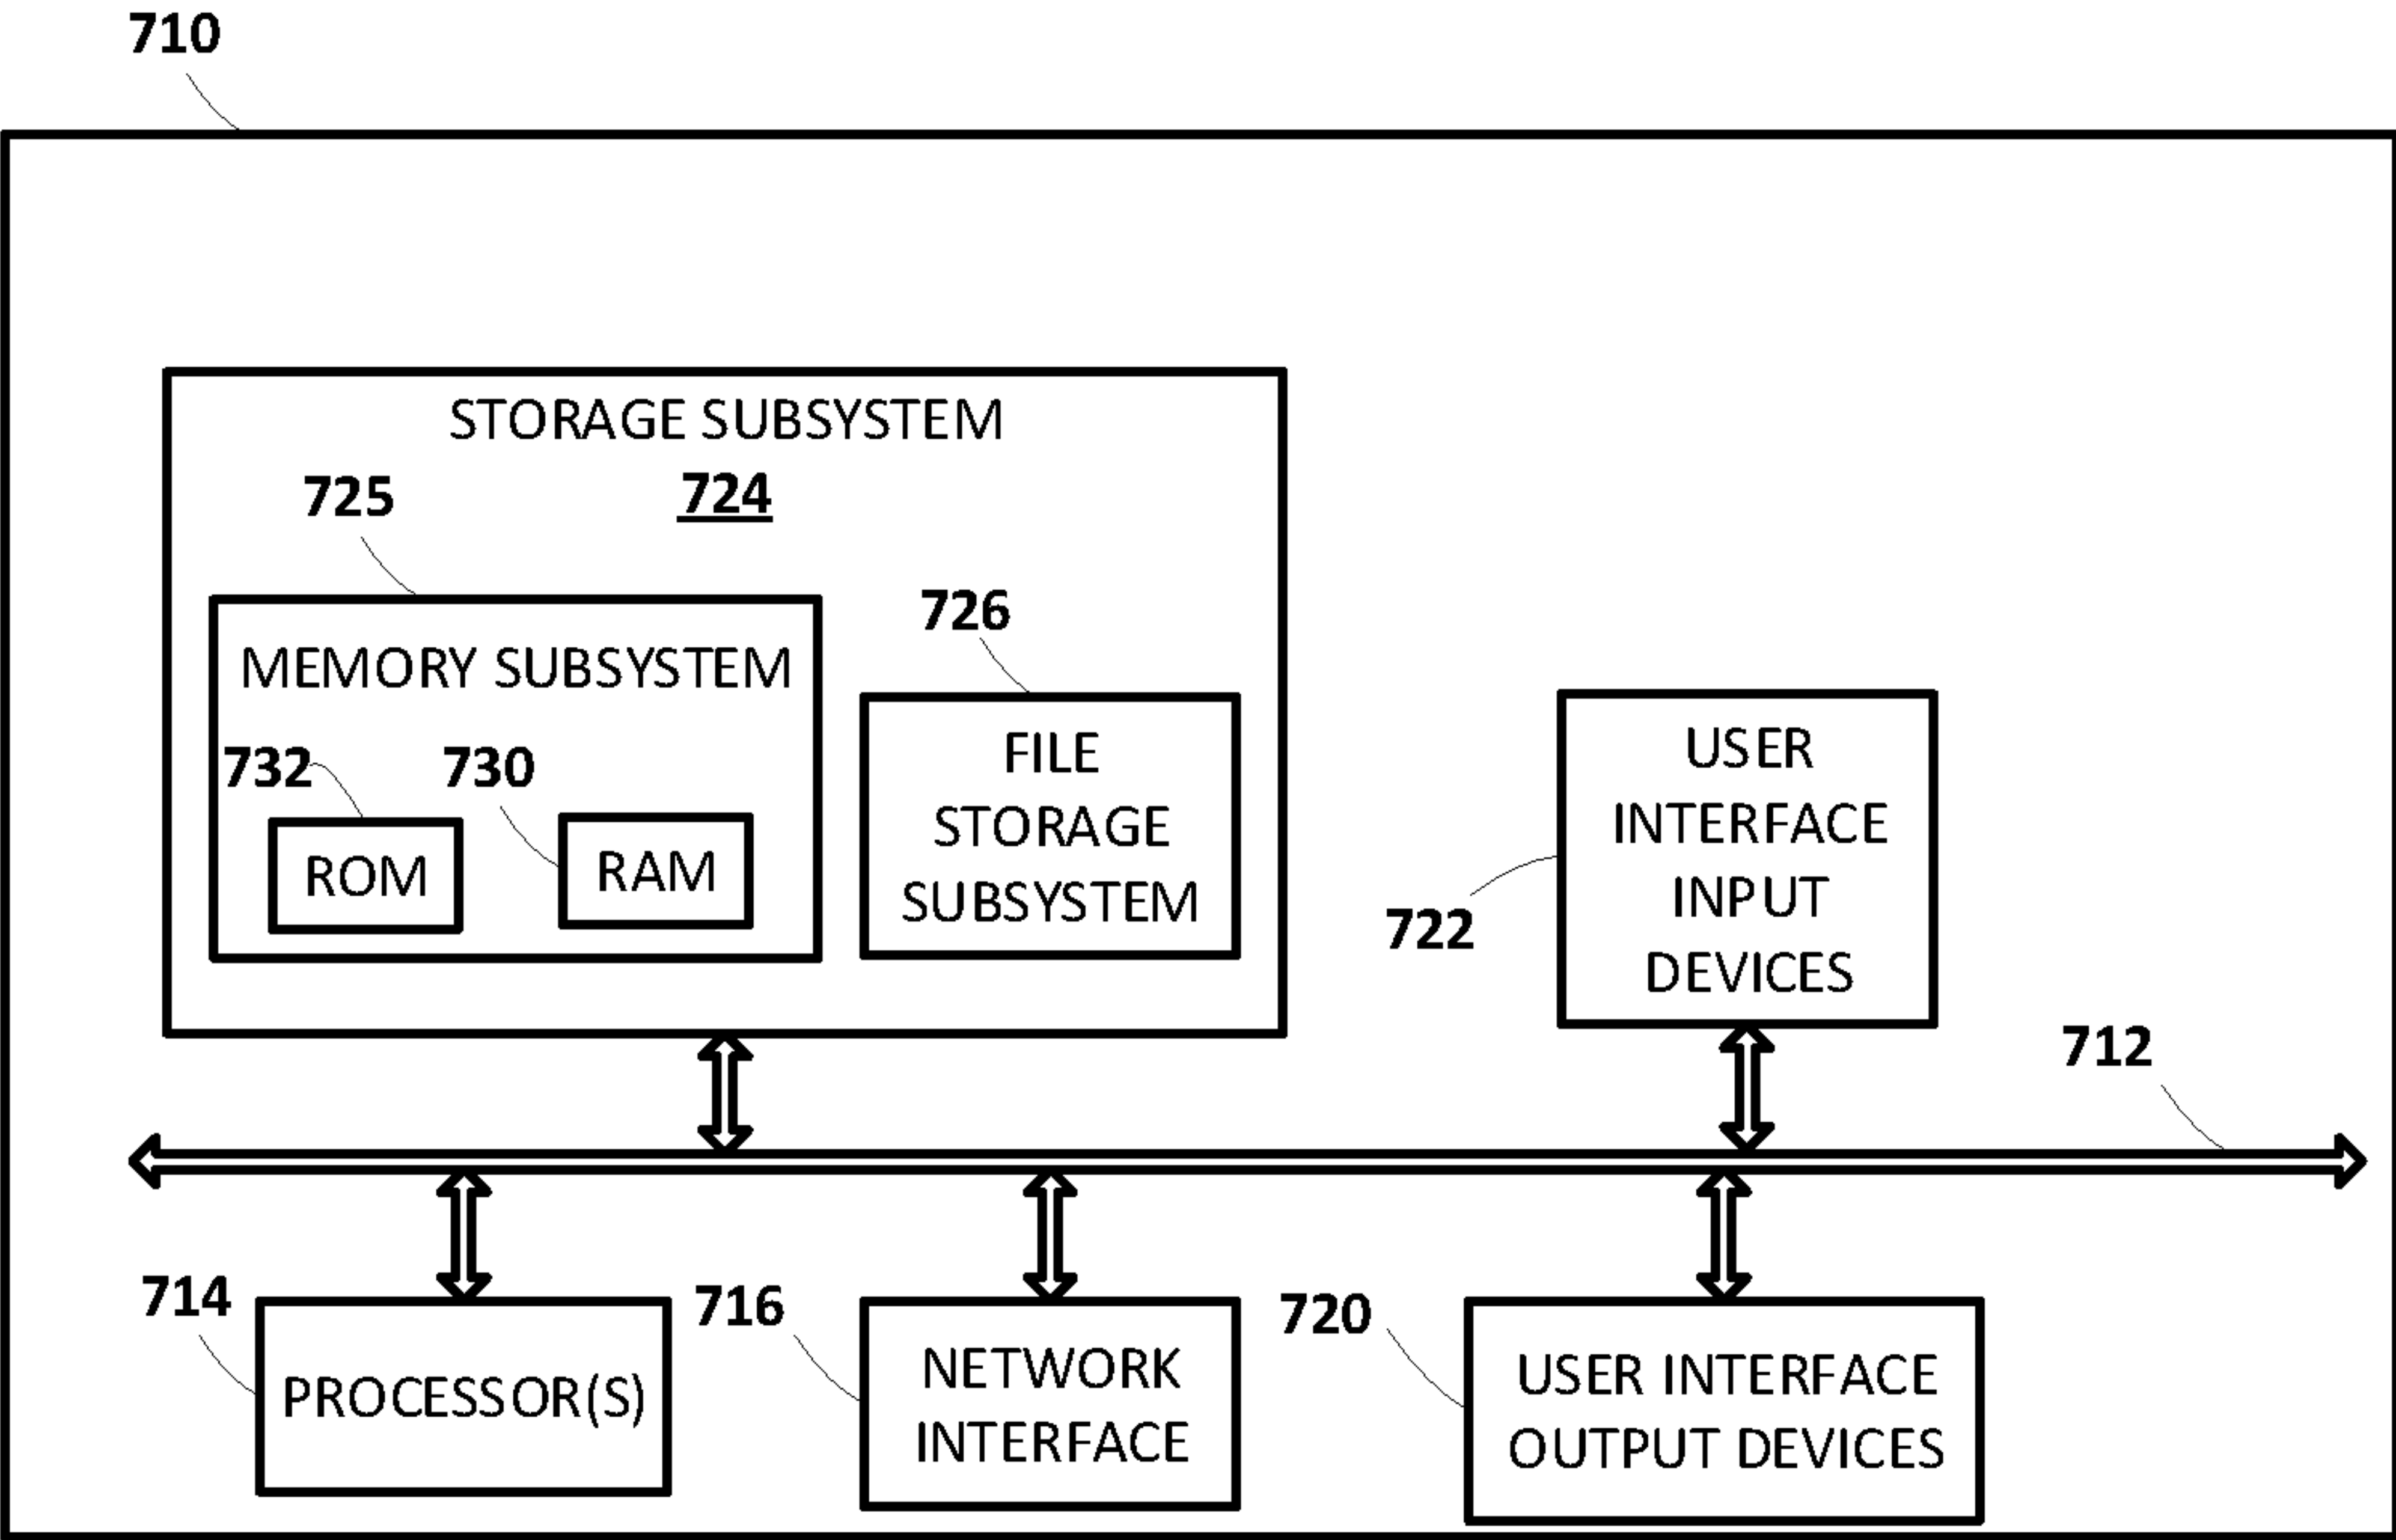 710
STORAGE SUBSYSTEM
724
725
MEMORY SUBSYSTEM
732
730
ROM
RAM
726
FILE
STORAGE
SUBSYSTEM
USER
INTERFACE
INPUT
DEVICES
722
712
714
PROCESSOR(S)
716
NETWORK
INTERFACE
720
USER INTERFACE
OUTPUT DEVICES